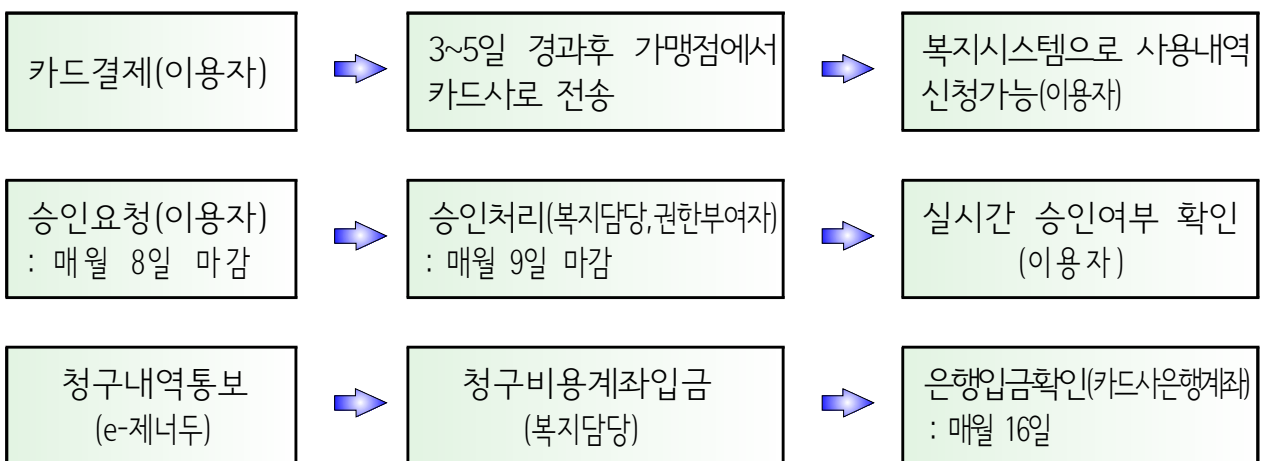 카드결제(이용자)
3~5일 경과후 가맹점에서
카드사로 전송
복지시스템으로 사용내역
신청가능(이용자)
승인요청(이용자)
: 매월 8일 마감
승인처리(복지담당,권한부여자)
: 매월 9일 마감
실시간 승인여부 확인
(이용자)
청구내역통보
(e-제너두)
청구비용계좌입금
(복지담당)
은행입금확인(카드사은행계좌)
: 매월 16일